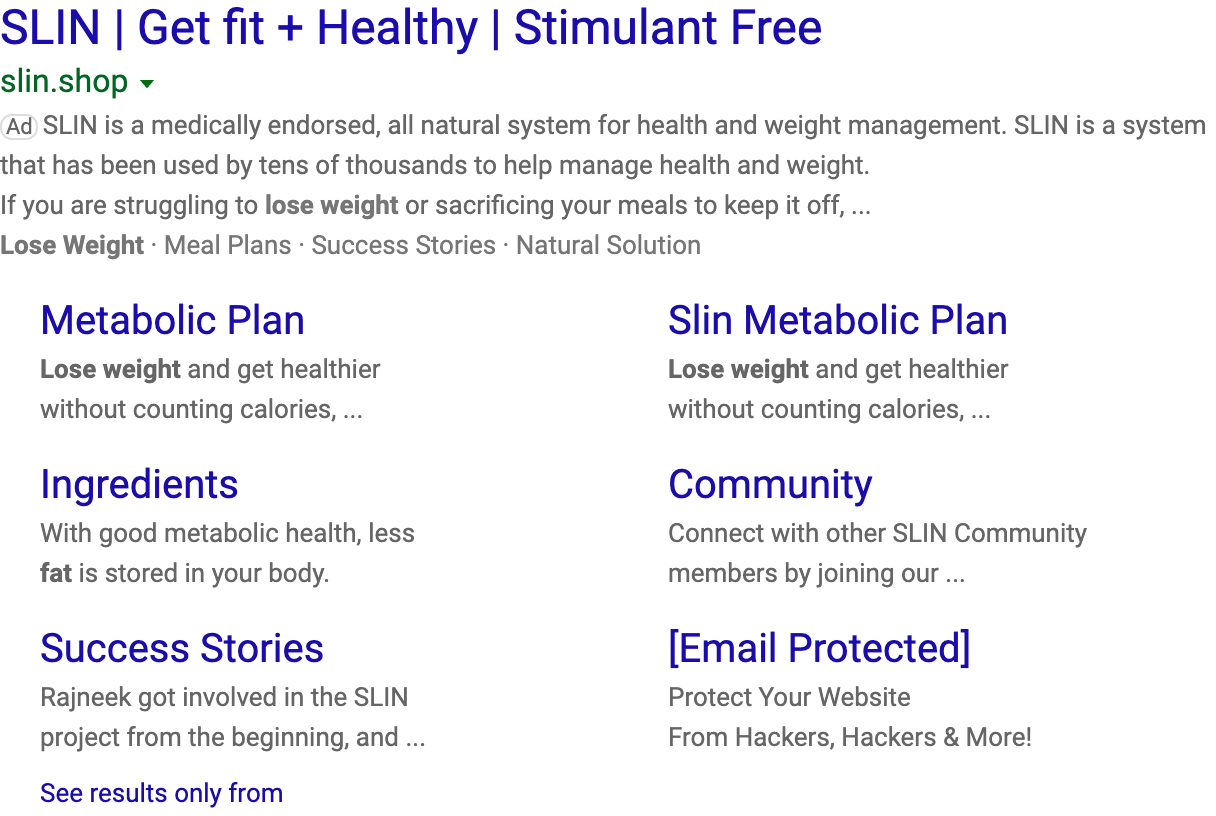 SLIN | Get fit + Healthy | Stimulant Free
slin.shop
Ad SLIN is a medically endorsed, all natural system for health and weight management. SLIN is a system
that has been used by tens of thousands to help manage health and weight.
If you are struggling to lose weight or sacrificing your meals to keep it off, ...
Lose Weight · Meal Plans · Success Stories · Natural Solution
Metabolic Plan
Lose weight and get healthier
without counting calories, ...
Slin Metabolic Plan
Lose weight and get healthier
without counting calories, ...
Ingredients
With good metabolic health, less
fat is stored in your body.
Community
Connect with other SLIN Community
members by joining our ...
Success Stories
Rajneek got involved in the SLIN
project from the beginning, and ...
[Email Protected]
Protect Your Website
From Hackers, Hackers & More!
See results only from